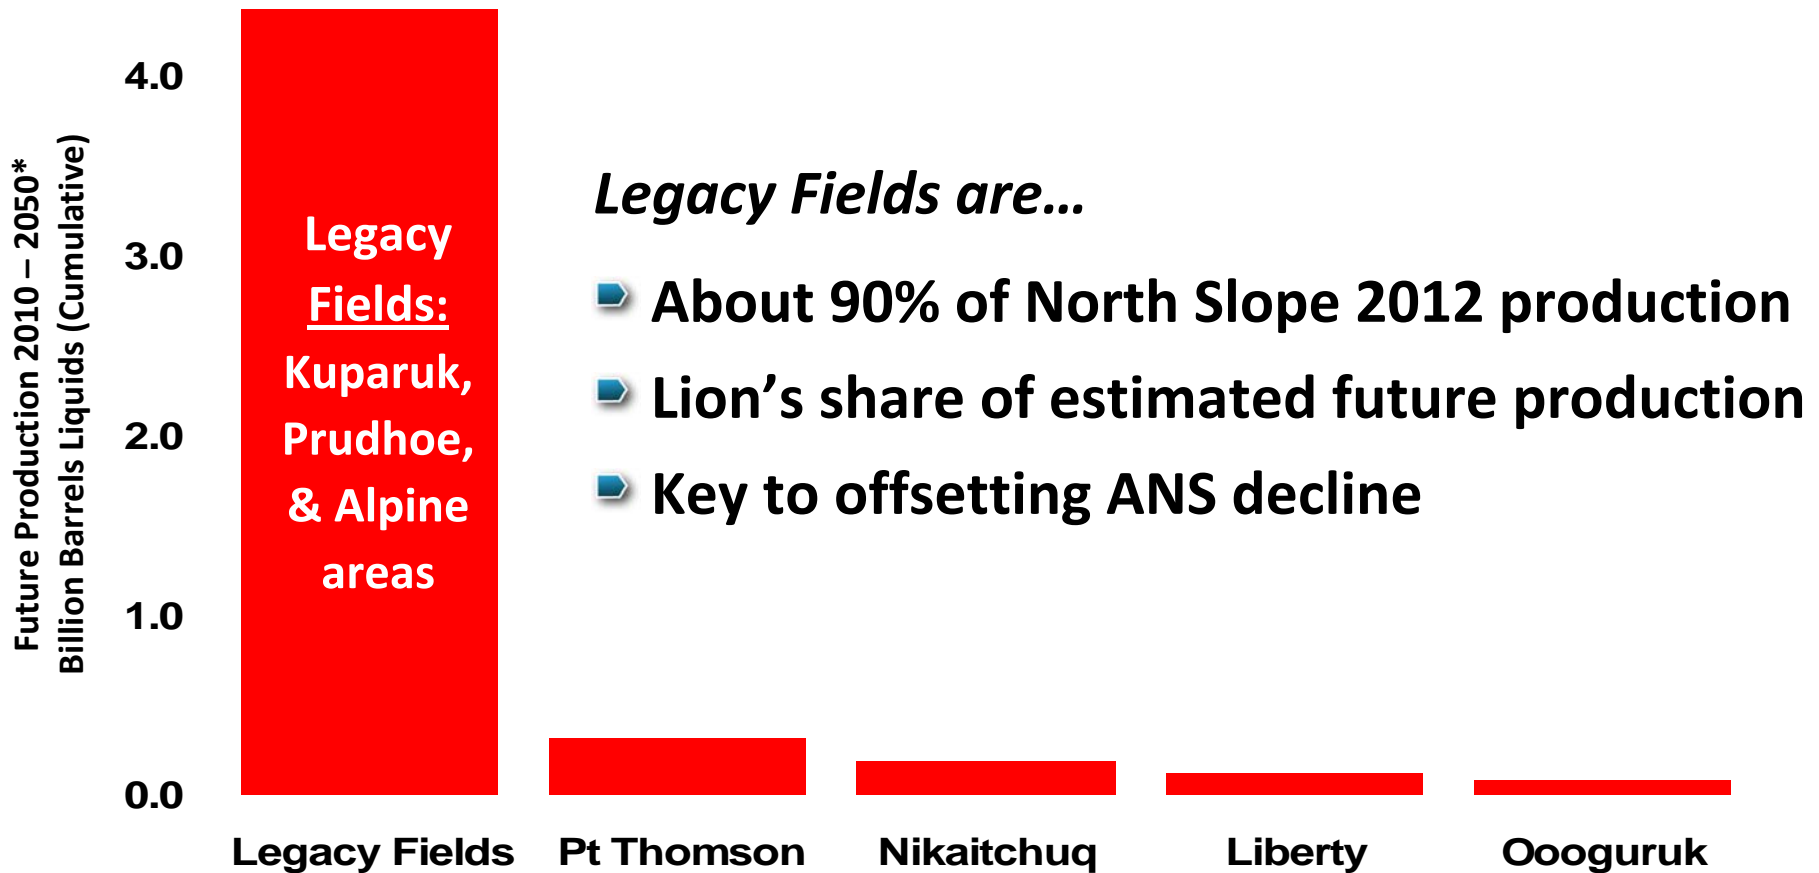 Future Production 2010 – 2050*
Billion Barrels Liquids (Cumulative)
4.0
3.0
2.0
1.0
0.0
Legacy
Fields:
Kuparuk,
Prudhoe,
& Alpine
areas
Legacy Fields are…
About 90% of North Slope 2012 production
Lion’s share of estimated future production
Key to offsetting ANS decline
Legacy Fields
Pt Thomson
Nikaitchuq
Liberty
Oooguruk